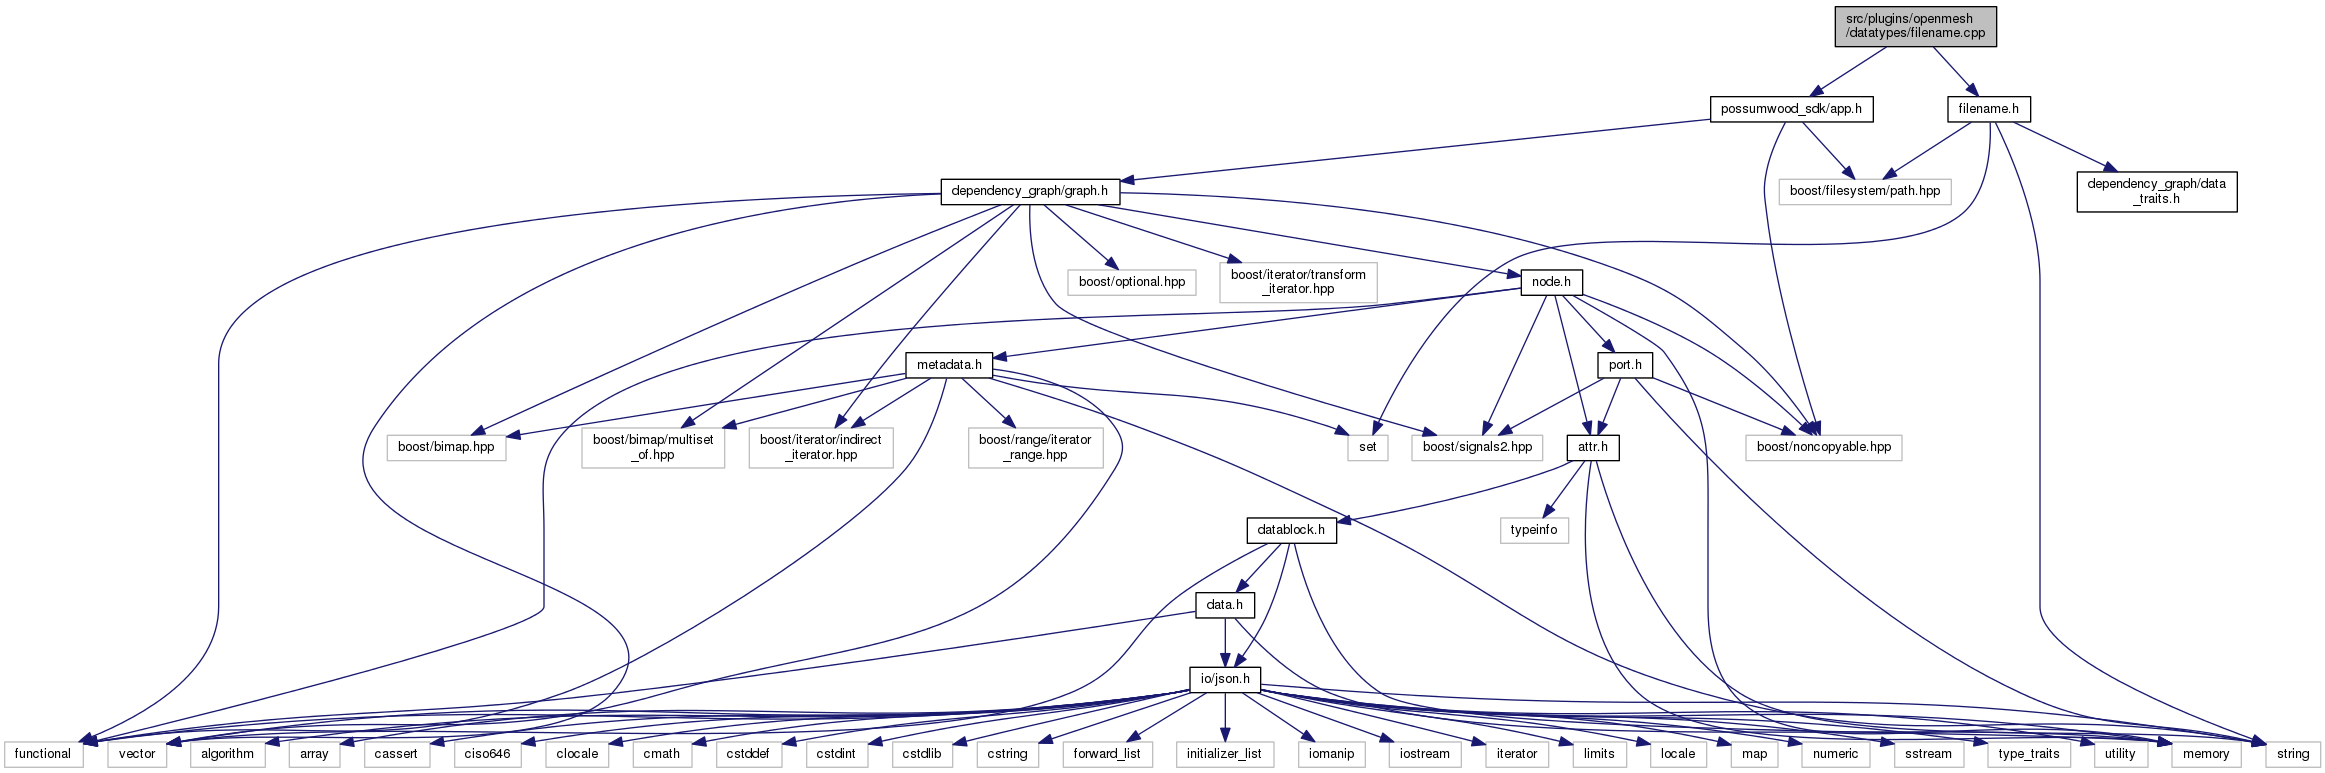 src/plugins/openmesh
/datatypes/filename.cpp
possumwood_sdk/app.h
filename.h
dependency_graph/graph.h
boost/filesystem/path.hpp
dependency_graph/data
_traits.h
boost/optional.hpp
boost/iterator/transform
_iterator.hpp
node.h
metadata.h
port.h
boost/bimap.hpp
boost/bimap/multiset
_of.hpp
boost/iterator/indirect
_iterator.hpp
boost/range/iterator
_range.hpp
set
boost/signals2.hpp
attr.h
boost/noncopyable.hpp
datablock.h
typeinfo
data.h
io/json.h
functional
vector
algorithm
array
cassert
ciso646
clocale
cmath
cstddef
cstdint
cstdlib
cstring
forward_list
initializer_list
iomanip
iostream
iterator
limits
locale
map
numeric
sstream
type_traits
utility
memory
string